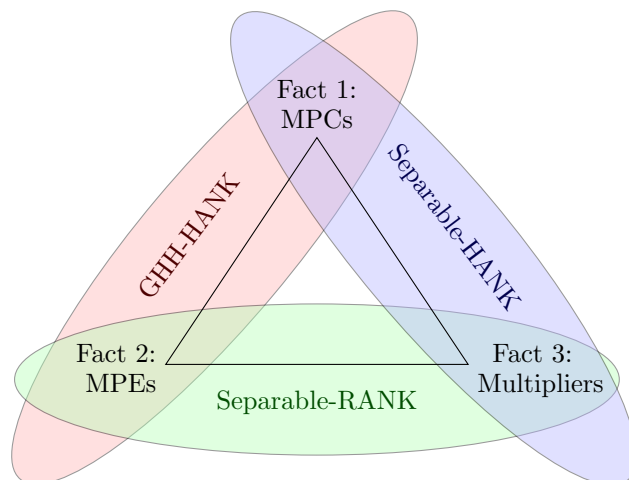 Fact 1:
MPCs
GHH-HANK
Separable-HANK
Fact 2:
MPEs
Fact 3:
Multipliers
Separable-RANK